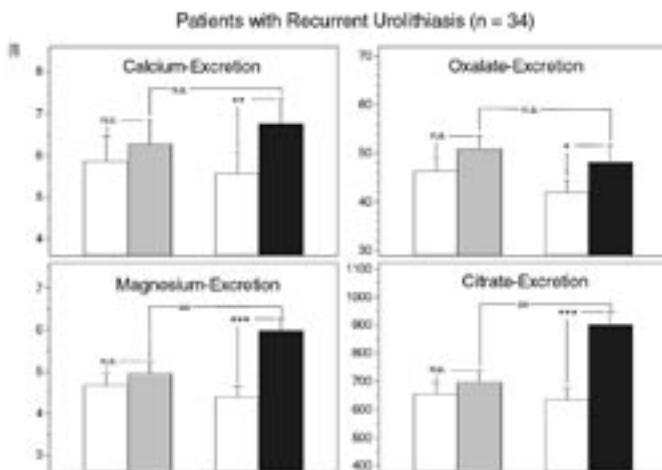 Patients with Recurrent Urolithiasis (n = 34)
Calcium-Excretion
8
7
6
5
4
n.s.
n.s.
**
Oxalate-Excretion
70
60
50
40
30
n.s.
n.s.
*
Magnesium-Excretion
7
6
5
4
3
n.s.
**
***
Citrate-Excretion
1100
1000
900
800
700
600
500
400
n.s.
**
***